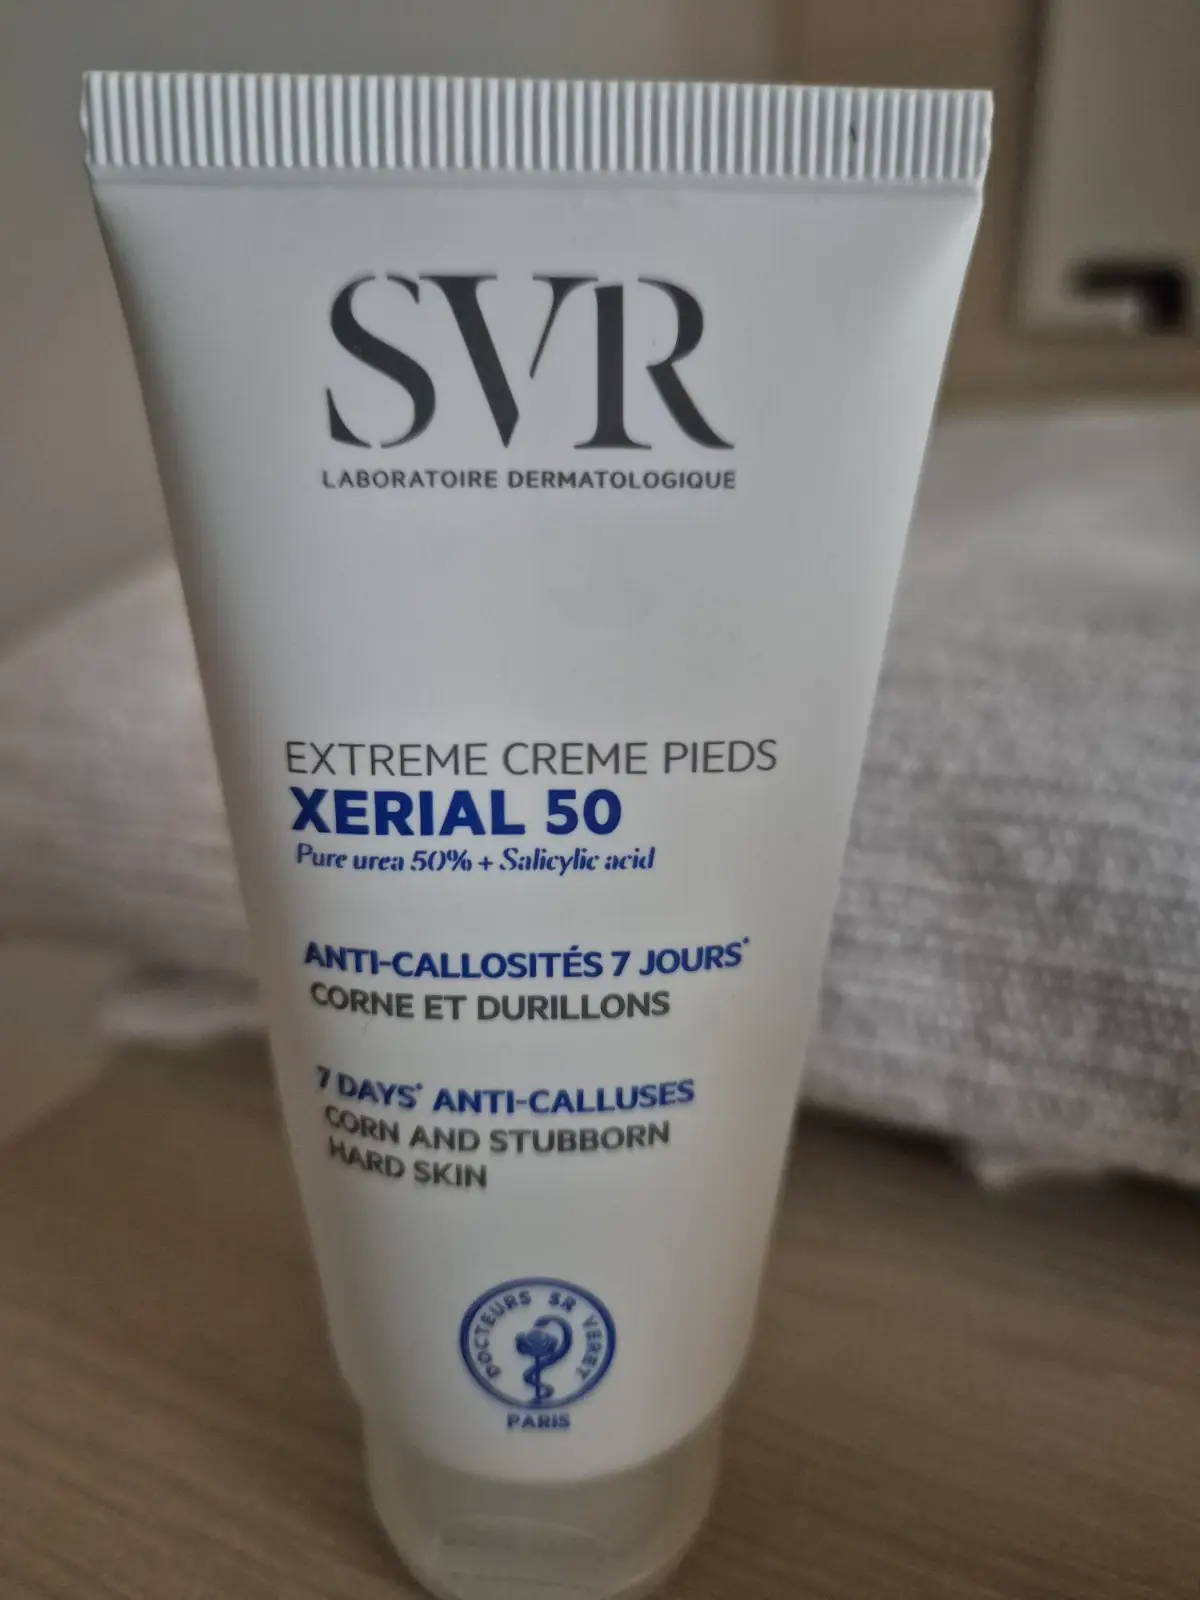 SVR
LABORATOIRE DERMATOLOGIQUE
EXTREME CREME PIEDS
XERIAL 50
Pure urea 50% + Salicylic acid
ANTI-CALLOSITÉS 7 JOURS*
CORNE ET DURILLONS
7 DAYS* ANTI-CALLUSES
CORN AND STUBBORN
HARD SKIN
DOCTEURS SR VERET
PARIS